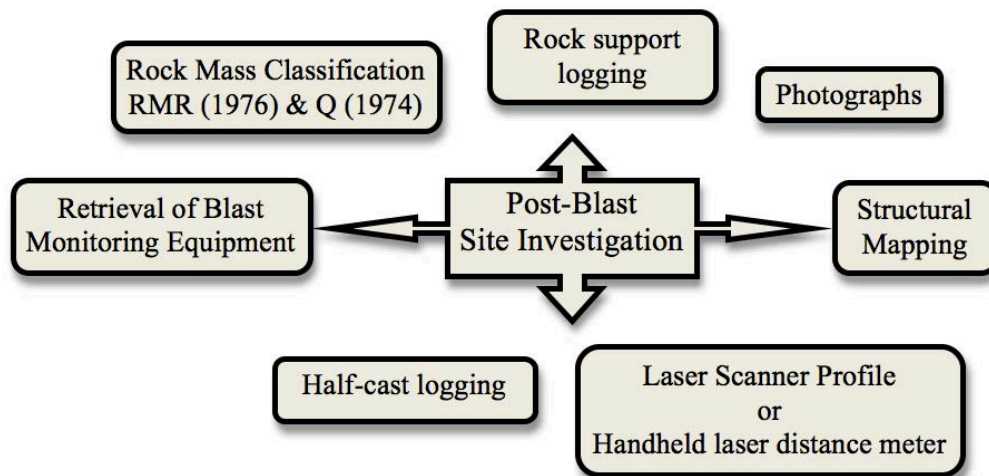 Rock support
logging
Rock Mass Classification
RMR (1976) & Q (1974)
Photographs
Retrieval of Blast
Monitoring Equipment
Post-Blast
Site Investigation
Structural
Mapping
Half-cast logging
Laser Scanner Profile
or
Handheld laser distance meter